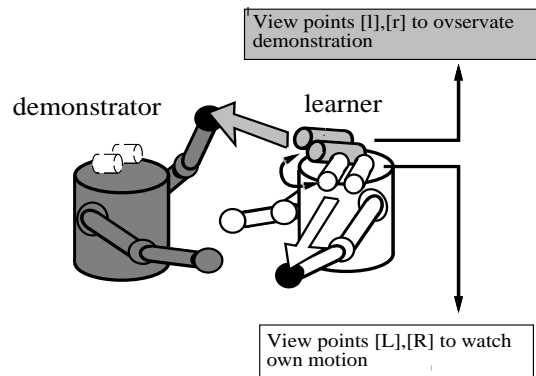 View points [l],[r] to ovservate
demonstration
demonstrator
learner
View points [L],[R] to watch
own motion